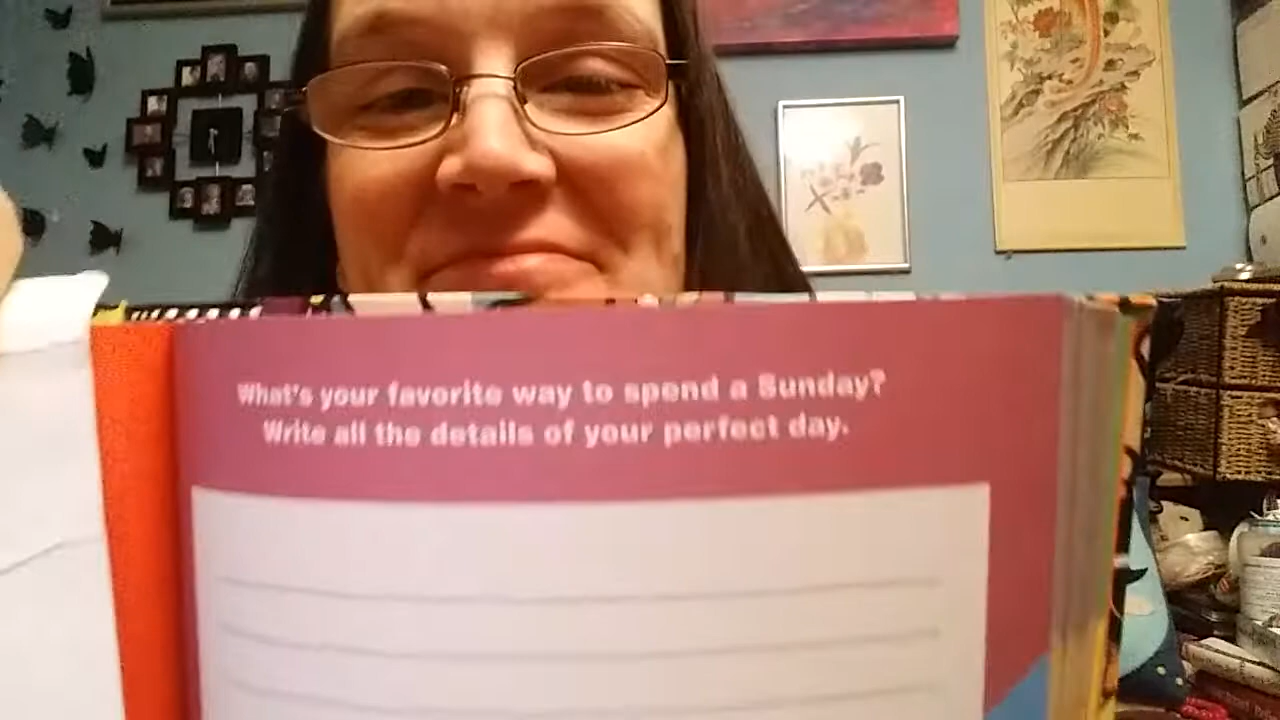 What's your favorite way to spend a Sunday?
Write all the details of your perfect day.